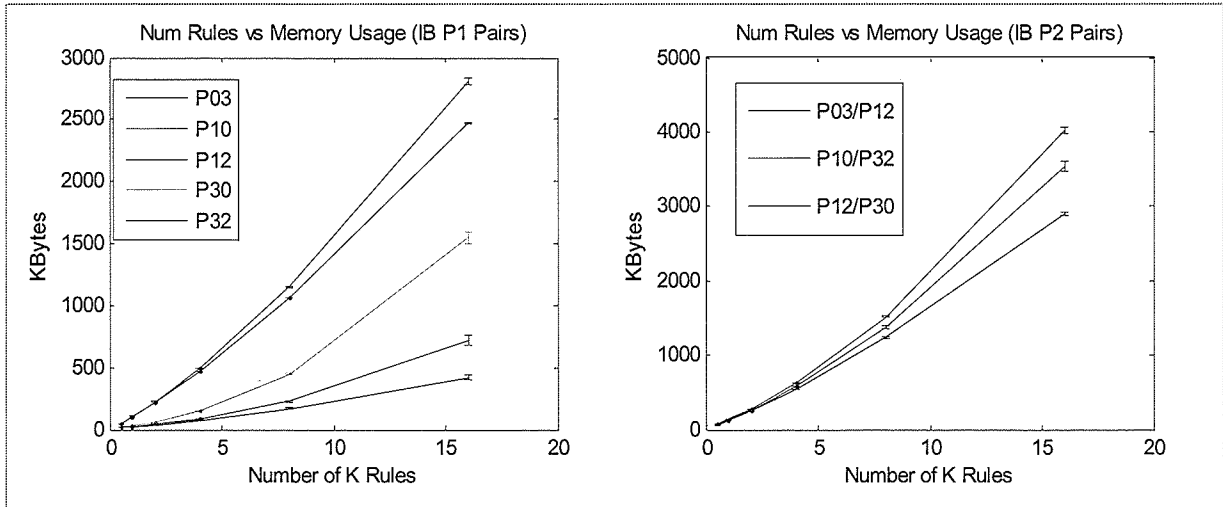 Num Rules vs Memory Usage (IB P1 Pairs)
3000
2500
2000
1500
1000
500
0
KBytes
P03
P10
P12
P30
P32
0
5
10
15
20
Number of K Rules
Num Rules vs Memory Usage (IB P2 Pairs)
5000
4000
3000
2000
1000
0
KBytes
P03/P12
P10/P32
P12/P30
0
5
10
15
20
Number of K Rules